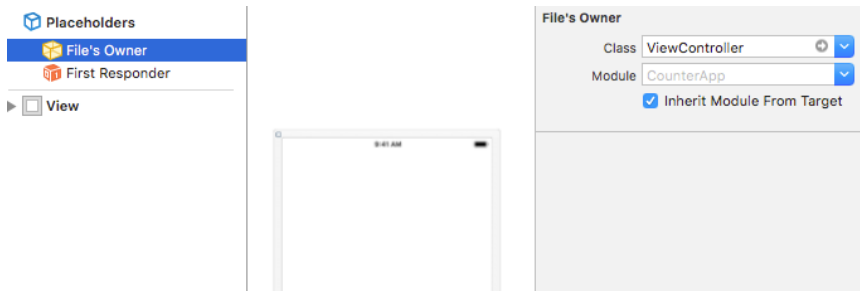 Placeholders
File's Owner
First Responder
View
9:41 AM
File's Owner
Class ViewController
Module CounterApp
Inherit Module From Target